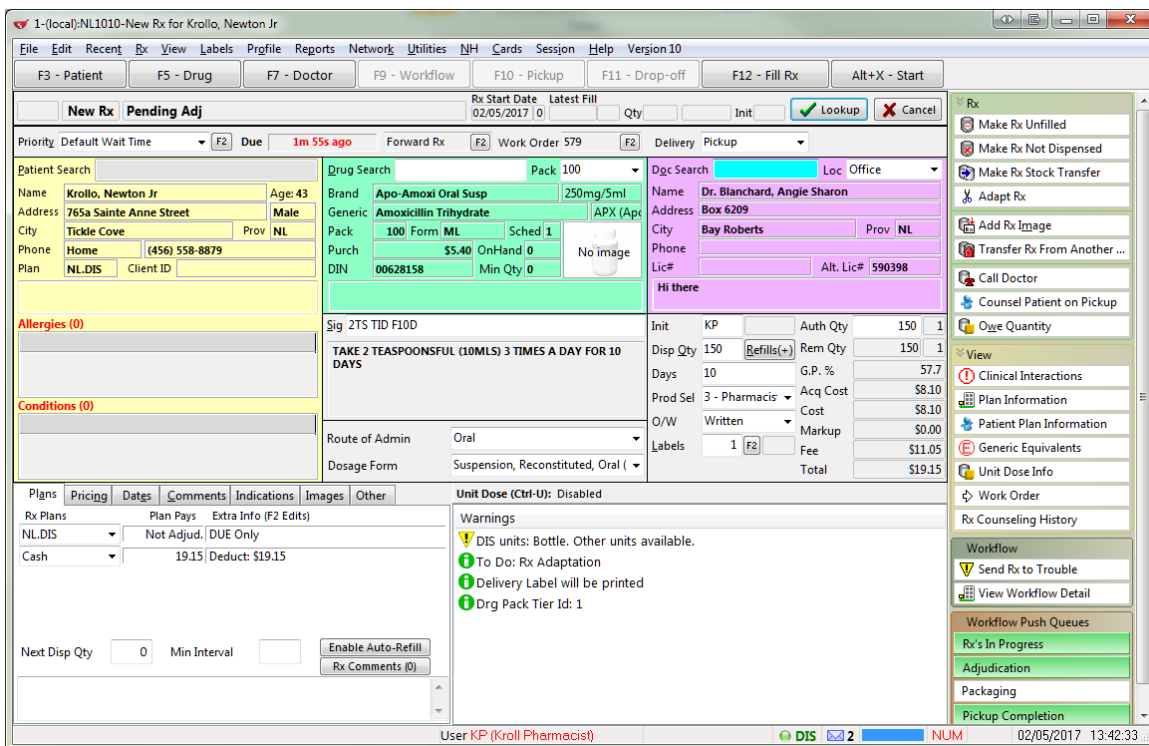 1-(local):NL1010-New Rx for Krollo, Newton Jr
File Edit Recent Rx View Labels Profile Reports Network Utilities NH Cards Session Help Version 10
F3 - Patient F5 - Drug F7 - Doctor F9 - Workflow F10 - Pickup F11 - Drop-off F12 - Fill Rx Alt+X - Start
New Rx Pending Adj Rx Start Date Latest Fill
02/05/2017 0 Qty Init Lookup Cancel
Priority Default Wait Time F2 Due 1m 55s ago Forward Rx F2 Work Order 579 F2 Delivery Pickup
Patient Search
Name Krollo, Newton Jr Age: 43
Address 765a Sainte Anne Street Male
City Tickle Cove Prov NL
Phone Home (456) 558-8879
Plan NL.DIS Client ID
Allergies (0)
Conditions (0)
Drug Search Pack 100
Brand Apo-Amoxi Oral Susp 250mg/5ml
Generic Amoxicillin Trihydrate APX (Apo
Pack 100 Form ML Sched 1
Purch $5.40 OnHand 0 No image
DIN 00628158 Min Qty 0
Doc Search Loc Office
Name Dr. Blanchard, Angie Sharon
Address Box 6209
City Bay Roberts Prov NL
Phone
Lic# Alt. Lic# 590398
Hi there
Sig 2TS TID F10D
TAKE 2 TEASPOONSFUL (10MLS) 3 TIMES A DAY FOR 10
DAYS
Route of Admin Oral
Dosage Form Suspension, Reconstituted, Oral (
Init KP Auth Qty 150 1
Disp Qty 150 Refills(+) Rem Qty 150 1
Days 10 G.P. % 57.7
Prod Sel 3 - Pharmacis Acq Cost $8.10
O/W Written Cost $8.10
Markup $0.00
Labels 1 F2 Fee $11.05
Total $19.15
Plans Pricing Dates Comments Indications Images Other
Rx Plans Plan Pays Extra Info (F2 Edits)
NL.DIS Not Adjud. DUE Only
Cash 19.15 Deduct: $19.15
Next Disp Qty 0 Min Interval Enable Auto-Refill
Rx Comments (0)
Unit Dose (Ctrl-U): Disabled
Warnings
DIS units: Bottle. Other units available.
To Do: Rx Adaptation
Delivery Label will be printed
Drg Pack Tier Id: 1
Rx
Make Rx Unfilled
Make Rx Not Dispensed
Make Rx Stock Transfer
Adapt Rx
Add Rx Image
Transfer Rx From Another ...
Call Doctor
Counsel Patient on Pickup
Owe Quantity
View
Clinical Interactions
Plan Information
Patient Plan Information
Generic Equivalents
Unit Dose Info
Work Order
Rx Counseling History
Workflow
Send Rx to Trouble
View Workflow Detail
Workflow Push Queues
Rx's In Progress
Adjudication
Packaging
Pickup Completion
User KP (Kroll Pharmacist) DIS 2 NUM 02/05/2017 13:42:33